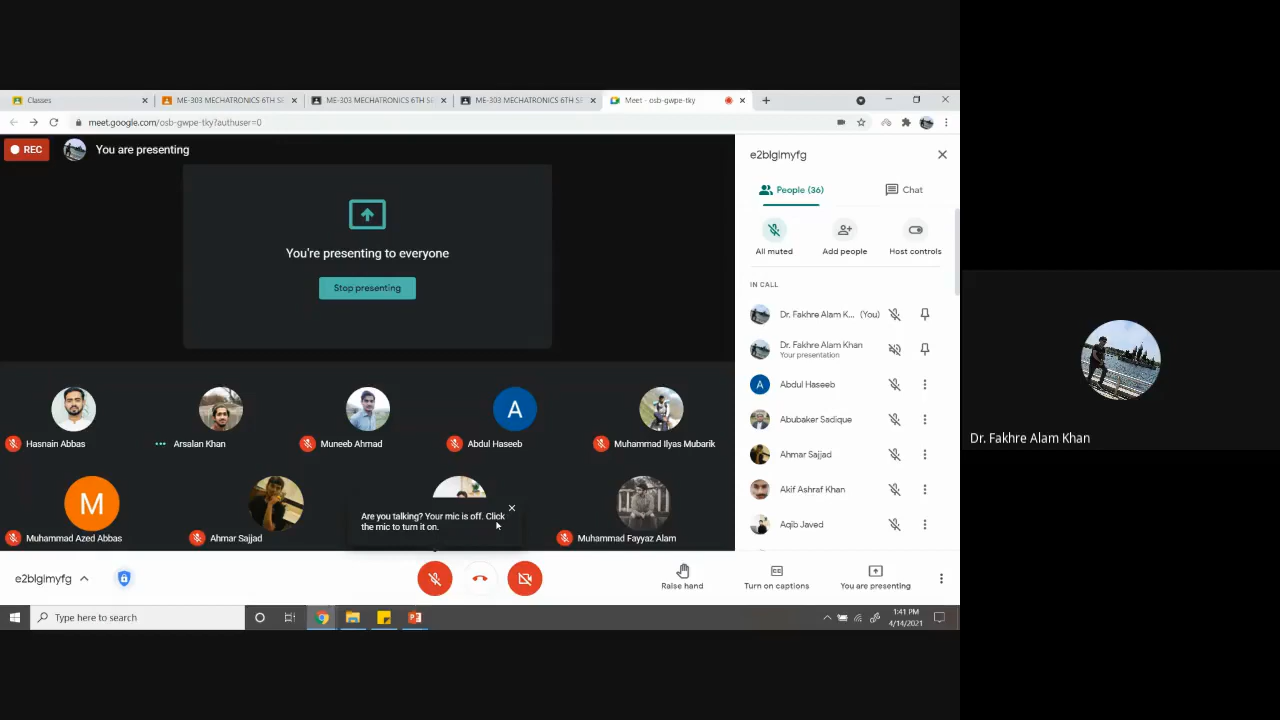 Classes
ME-303 MECHATRONICS 6TH SE
ME-303 MECHATRONICS 6TH SE
ME-303 MECHATRONICS 6TH SE
Meet - osb-gwpe-tky
meet.google.com/osb-gwpe-tky?authuser=0
REC
You are presenting
You're presenting to everyone
Stop presenting
Hasnain Abbas
Arsalan Khan
Muneeb Ahmad
A
Abdul Haseeb
Muhammad Ilyas Mubarik
M
Muhammad Azed Abbas
Ahmar Sajjad
Are you talking? Your mic is off. Click
the mic to turn it on.
Muhammad Fayyaz Alam
e2blglmyfg
People (36)
Chat
All muted
Add people
Host controls
IN CALL
Dr. Fakhre Alam K... (You)
Dr. Fakhre Alam Khan
Your presentation
A
Abdul Haseeb
Abubaker Sadique
Ahmar Sajjad
Akif Ashraf Khan
Aqib Javed
e2blglmyfg
Raise hand
Turn on captions
You are presenting
Type here to search
1:41 PM
4/14/2021
Dr. Fakhre Alam Khan